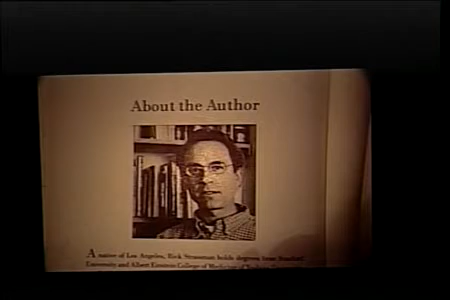 About the Author
A native of Los Angeles, Rick Strassman holds degrees from Stanford
University and Albert Einstein College of Medicine of